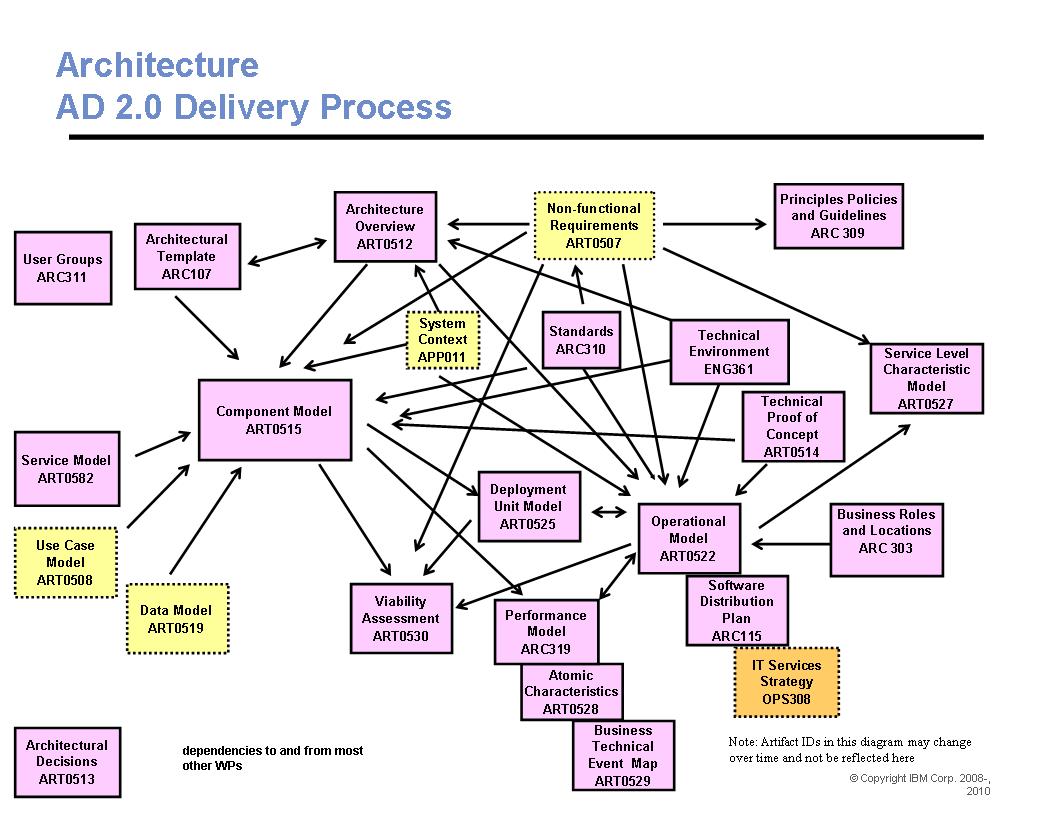 Architecture
AD 2.0 Delivery Process
User Groups
ARC311
Architectural
Template
ARC107
Architecture
Overview
ART0512
Non-functional
Requirements
ART0507
Principles Policies
and Guidelines
ARC 309
System
Context
APP011
Standards
ARC310
Technical
Environment
ENG361
Service Level
Characteristic
Model
ART0527
Component Model
ART0515
Technical
Proof of
Concept
ART0514
Service Model
ART0582
Deployment
Unit Model
ART0525
Operational
Model
ART0522
Business Roles
and Locations
ARC 303
Use Case
Model
ART0508
Data Model
ART0519
Viability
Assessment
ART0530
Performance
Model
ARC319
Software
Distribution
Plan
ARC115
Atomic
Characteristics
ART0528
IT Services
Strategy
OPS308
Business
Technical
Event Map
ART0529
Architectural
Decisions
ART0513
dependencies to and from most
other WPs
Note: Artifact IDs in this diagram may change
over time and not be reflected here
© Copyright IBM Corp. 2008-,
2010